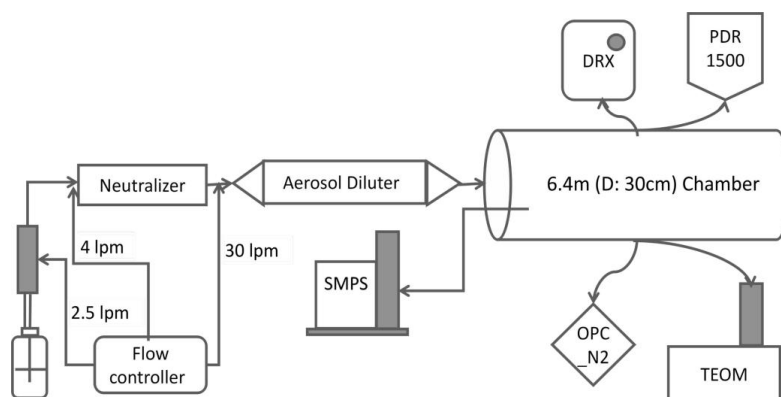 DRX
PDR
1500
Neutralizer
Aerosol Diluter
6.4m (D: 30cm) Chamber
4 lpm
30 lpm
2.5 lpm
SMPS
Flow
controller
OPC
_N2
TEOM